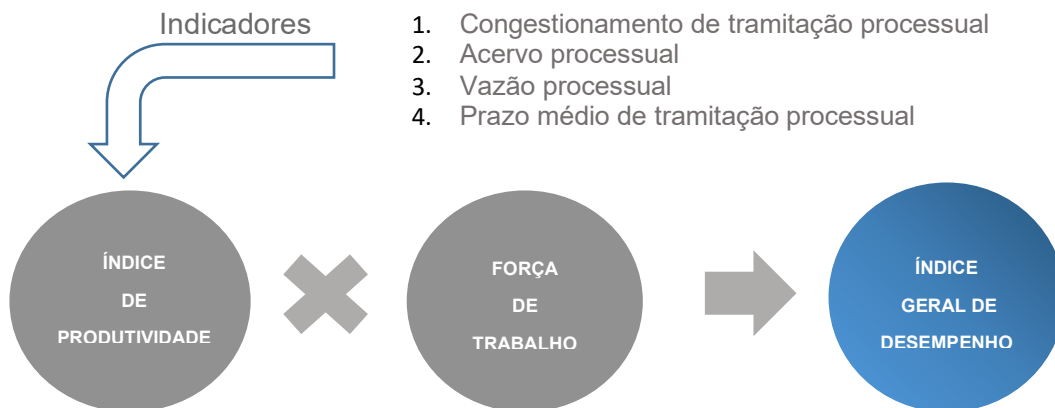 Indicadores
1. Congestionamento de tramitação processual
2. Acervo processual
3. Vazão processual
4. Prazo médio de tramitação processual
ÍNDICE
DE
PRODUTIVIDADE
FORÇA
DE
TRABALHO
ÍNDICE
GERAL DE
DESEMPENHO